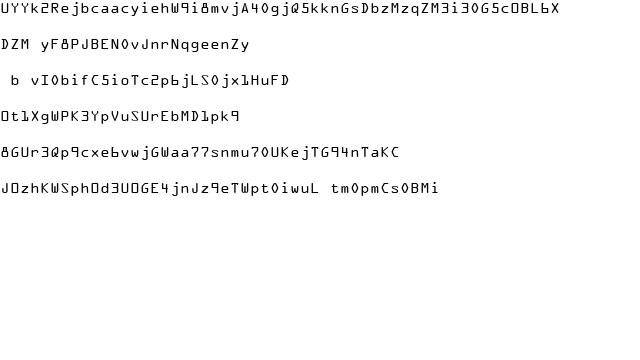 UYYk2RejbcaacyiehW9i8mvjA40gjQ5kknGsDbzMzqZM3i30G5cOBL6X
DZM yF8PJBEN0vJnrNqgeenZy
b vI0bifC5ioTc2p6jLS0jx1HuFD
Ot1XgWPK3YpVuSUrEbMD1pk9
8GUr3Qp9cxe6vwjGWaa77snmu70UKejTG94nTaKC
JOzhKWSphOd3UOGE4jnJz9eTWpt0iwuL tm0pmCs0BMi